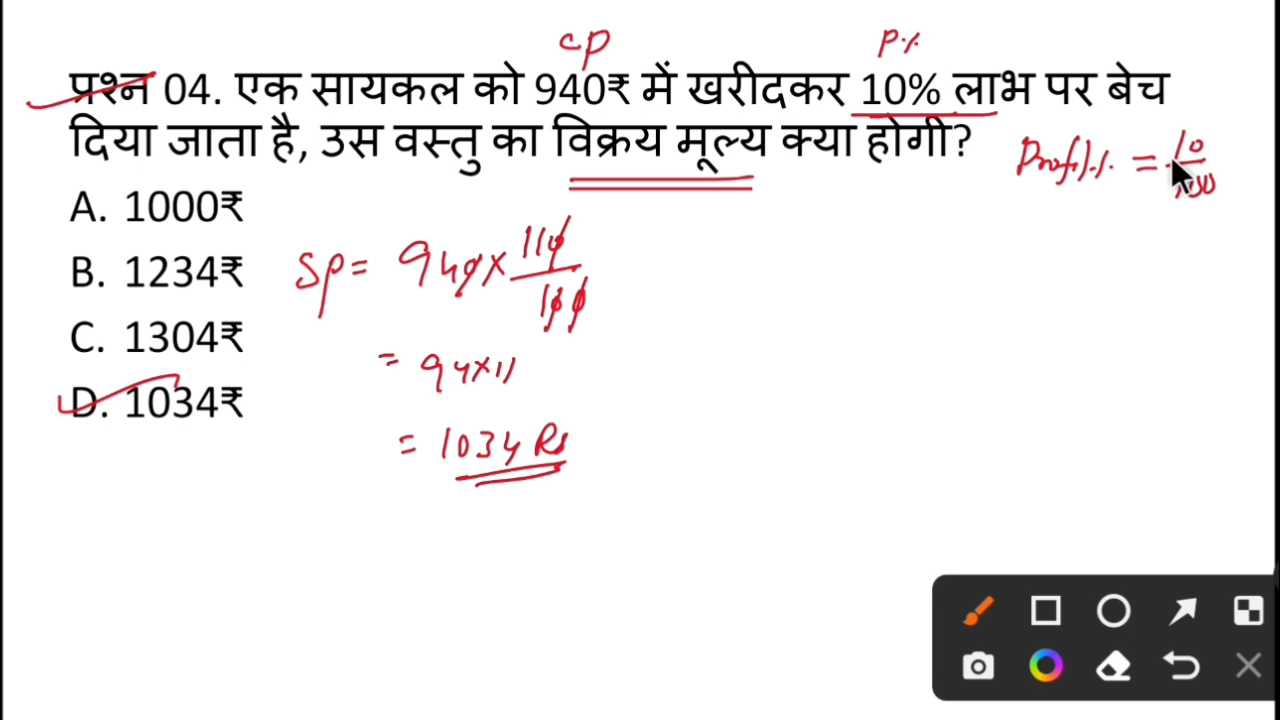 CP
P%
प्रश्न 04. एक सायकल को 940₹ में खरीदकर 10% लाभ पर बेच
दिया जाता है, उस वस्तु का विक्रय मूल्य क्या होगी?
Profit% = 10/100
A. 1000₹
B. 1234₹
C. 1304₹
D. 1034₹
SP = 940 × 110/100
= 94×11
= 1034 Rs